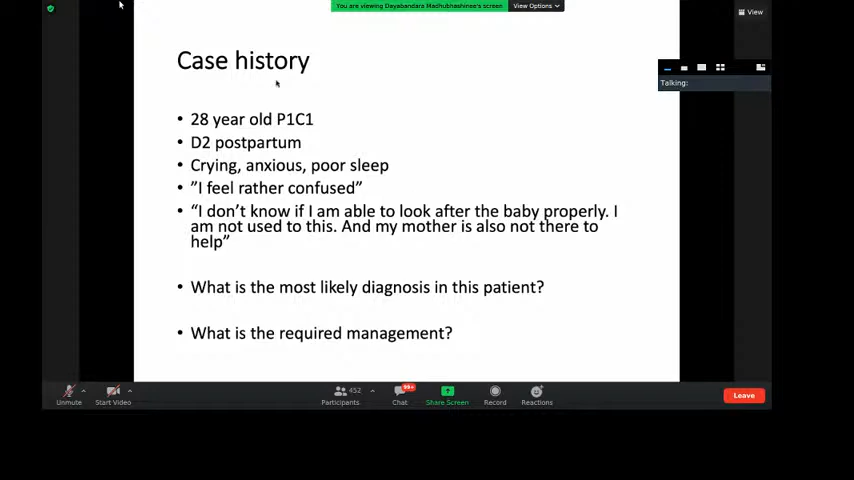 You are viewing Dayabandara Madhubhashinee's screen
View Options
View
Case history
Talking:
• 28 year old P1C1
• D2 postpartum
• Crying, anxious, poor sleep
• ”I feel rather confused”
• “I don’t know if I am able to look after the baby properly. I
am not used to this. And my mother is also not there to
help”
• What is the most likely diagnosis in this patient?
• What is the required management?
452
99+
Unmute
Start Video
Participants
Chat
Share Screen
Record
Reactions
Leave